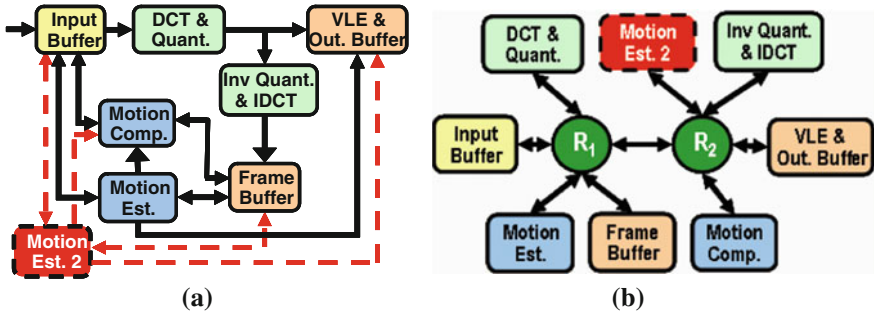 Input
Buffer
DCT &
Quant.
VLE &
Out. Buffer
Inv Quant.
& IDCT
Motion
Comp.
Motion
Est.
Frame
Buffer
Motion
Est. 2
(a)
DCT &
Quant.
Motion
Est. 2
Inv Quant.
& IDCT
Input
Buffer
R₁
R₂
VLE &
Out. Buffer
Motion
Est.
Frame
Buffer
Motion
Comp.
(b)